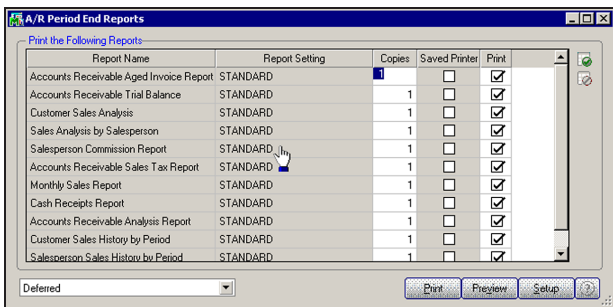 A/R Period End Reports
Print the Following Reports
Report Name Report Setting Copies Saved Printer Print
Accounts Receivable Aged Invoice Report STANDARD 1
Accounts Receivable Trial Balance STANDARD 1
Customer Sales Analysis STANDARD 1
Sales Analysis by Salesperson STANDARD 1
Salesperson Commission Report STANDARD 1
Accounts Receivable Sales Tax Report STANDARD 1
Monthly Sales Report STANDARD 1
Cash Receipts Report STANDARD 1
Accounts Receivable Analysis Report STANDARD 1
Customer Sales History by Period STANDARD 1
Salesperson Sales History by Period STANDARD 1
Deferred Print Preview Setup ?